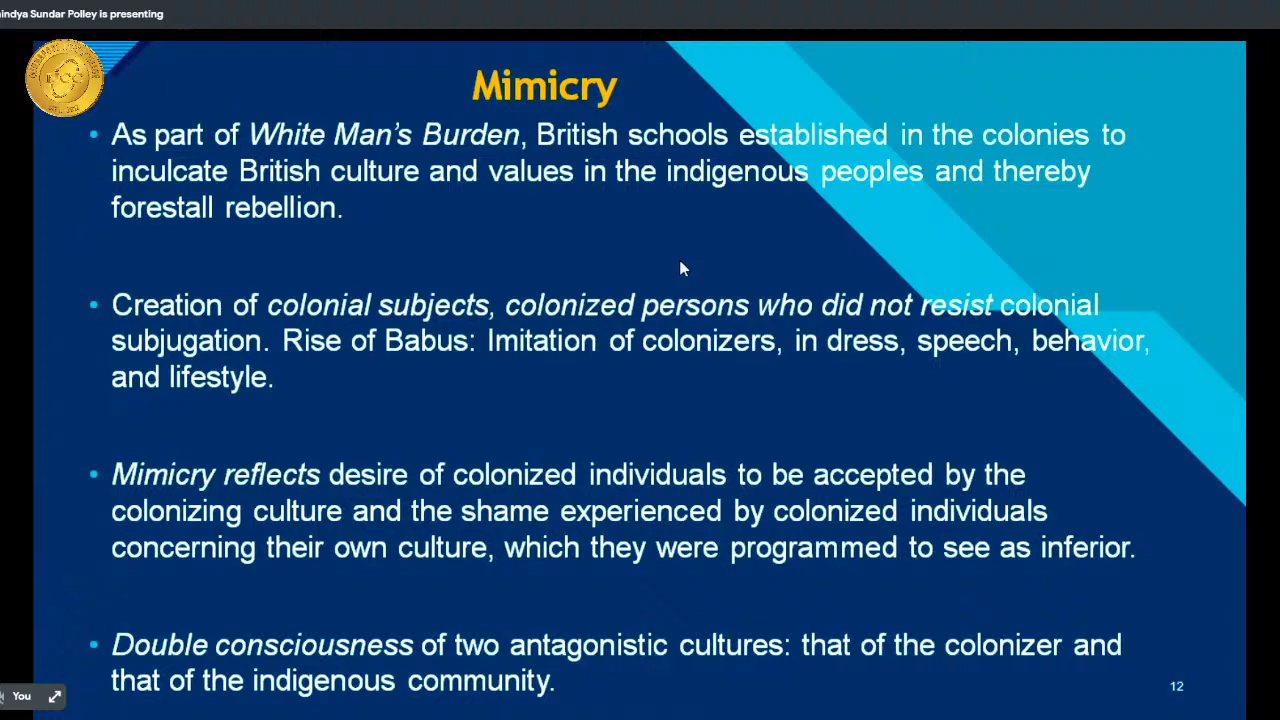 indya Sundar Polley is presenting
Mimicry
• As part of White Man's Burden, British schools established in the colonies to
inculcate British culture and values in the indigenous peoples and thereby
forestall rebellion.
• Creation of colonial subjects, colonized persons who did not resist colonial
subjugation. Rise of Babus: Imitation of colonizers, in dress, speech, behavior,
and lifestyle.
• Mimicry reflects desire of colonized individuals to be accepted by the
colonizing culture and the shame experienced by colonized individuals
concerning their own culture, which they were programmed to see as inferior.
• Double consciousness of two antagonistic cultures: that of the colonizer and
that of the indigenous community.
You
12